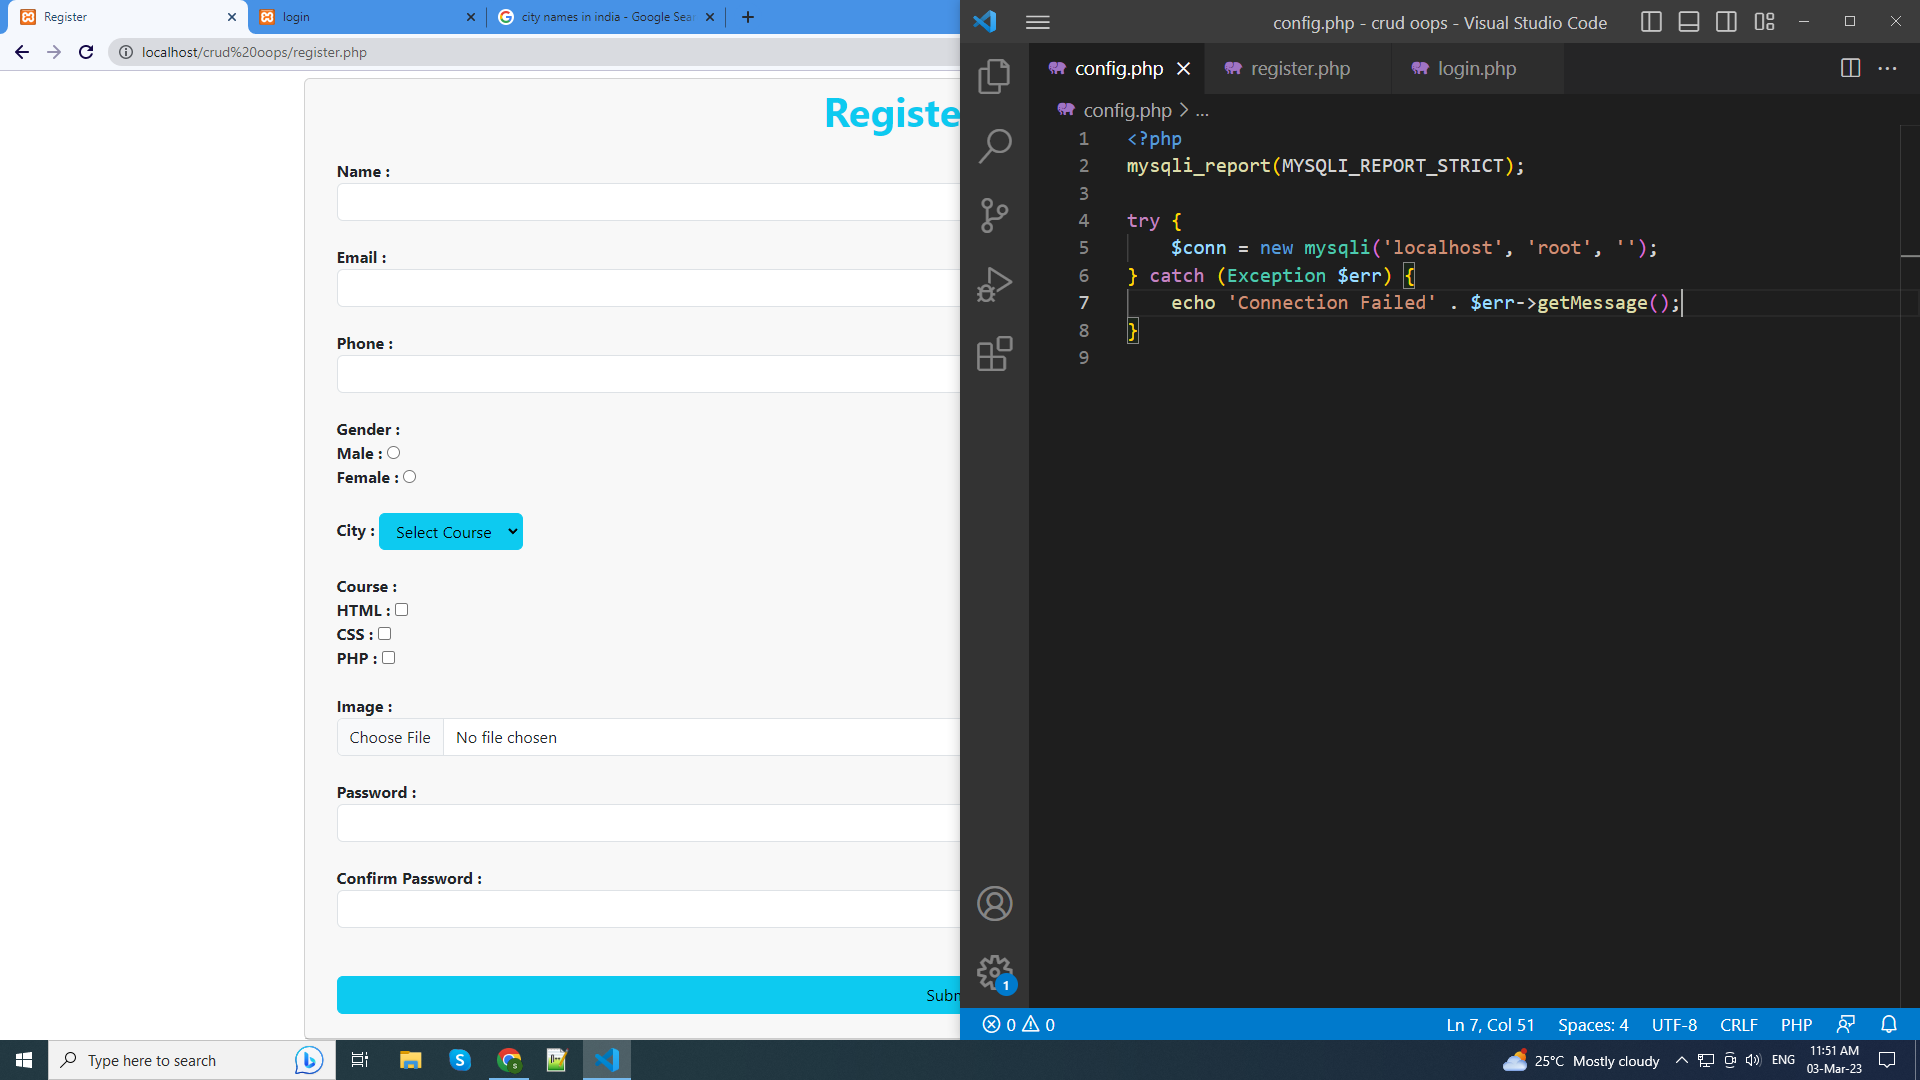 Register
login
city names in india - Google Sear
localhost/crud%20oops/register.php
Registe
Name :
Email :
Phone :
Gender :
Male :
Female :
City : Select Course
Course :
HTML :
CSS :
PHP :
Image :
Choose File No file chosen
Password :
Confirm Password :
Subm
config.php - crud oops - Visual Studio Code
config.php register.php login.php
config.php > ...
1 <?php
2 mysqli_report(MYSQLI_REPORT_STRICT);
3
4 try {
5 $conn = new mysqli('localhost', 'root', '');
6 } catch (Exception $err) {
7 echo 'Connection Failed' . $err->getMessage();
8 }
9
1
0 0 Ln 7, Col 51 Spaces: 4 UTF-8 CRLF PHP
Type here to search
25°C Mostly cloudy ENG 11:51 AM
03-Mar-23